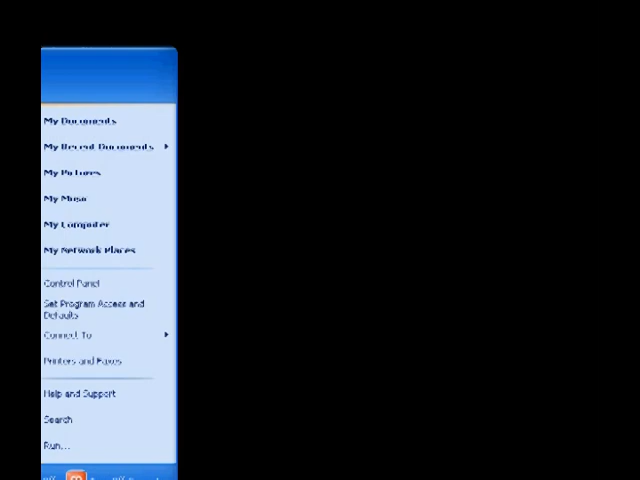 My Documents
My Recent Documents
My Pictures
My Music
My Computer
My Network Places
Control Panel
Set Program Access and
Defaults
Connect To
Printers and Faxes
Help and Support
Search
Run...